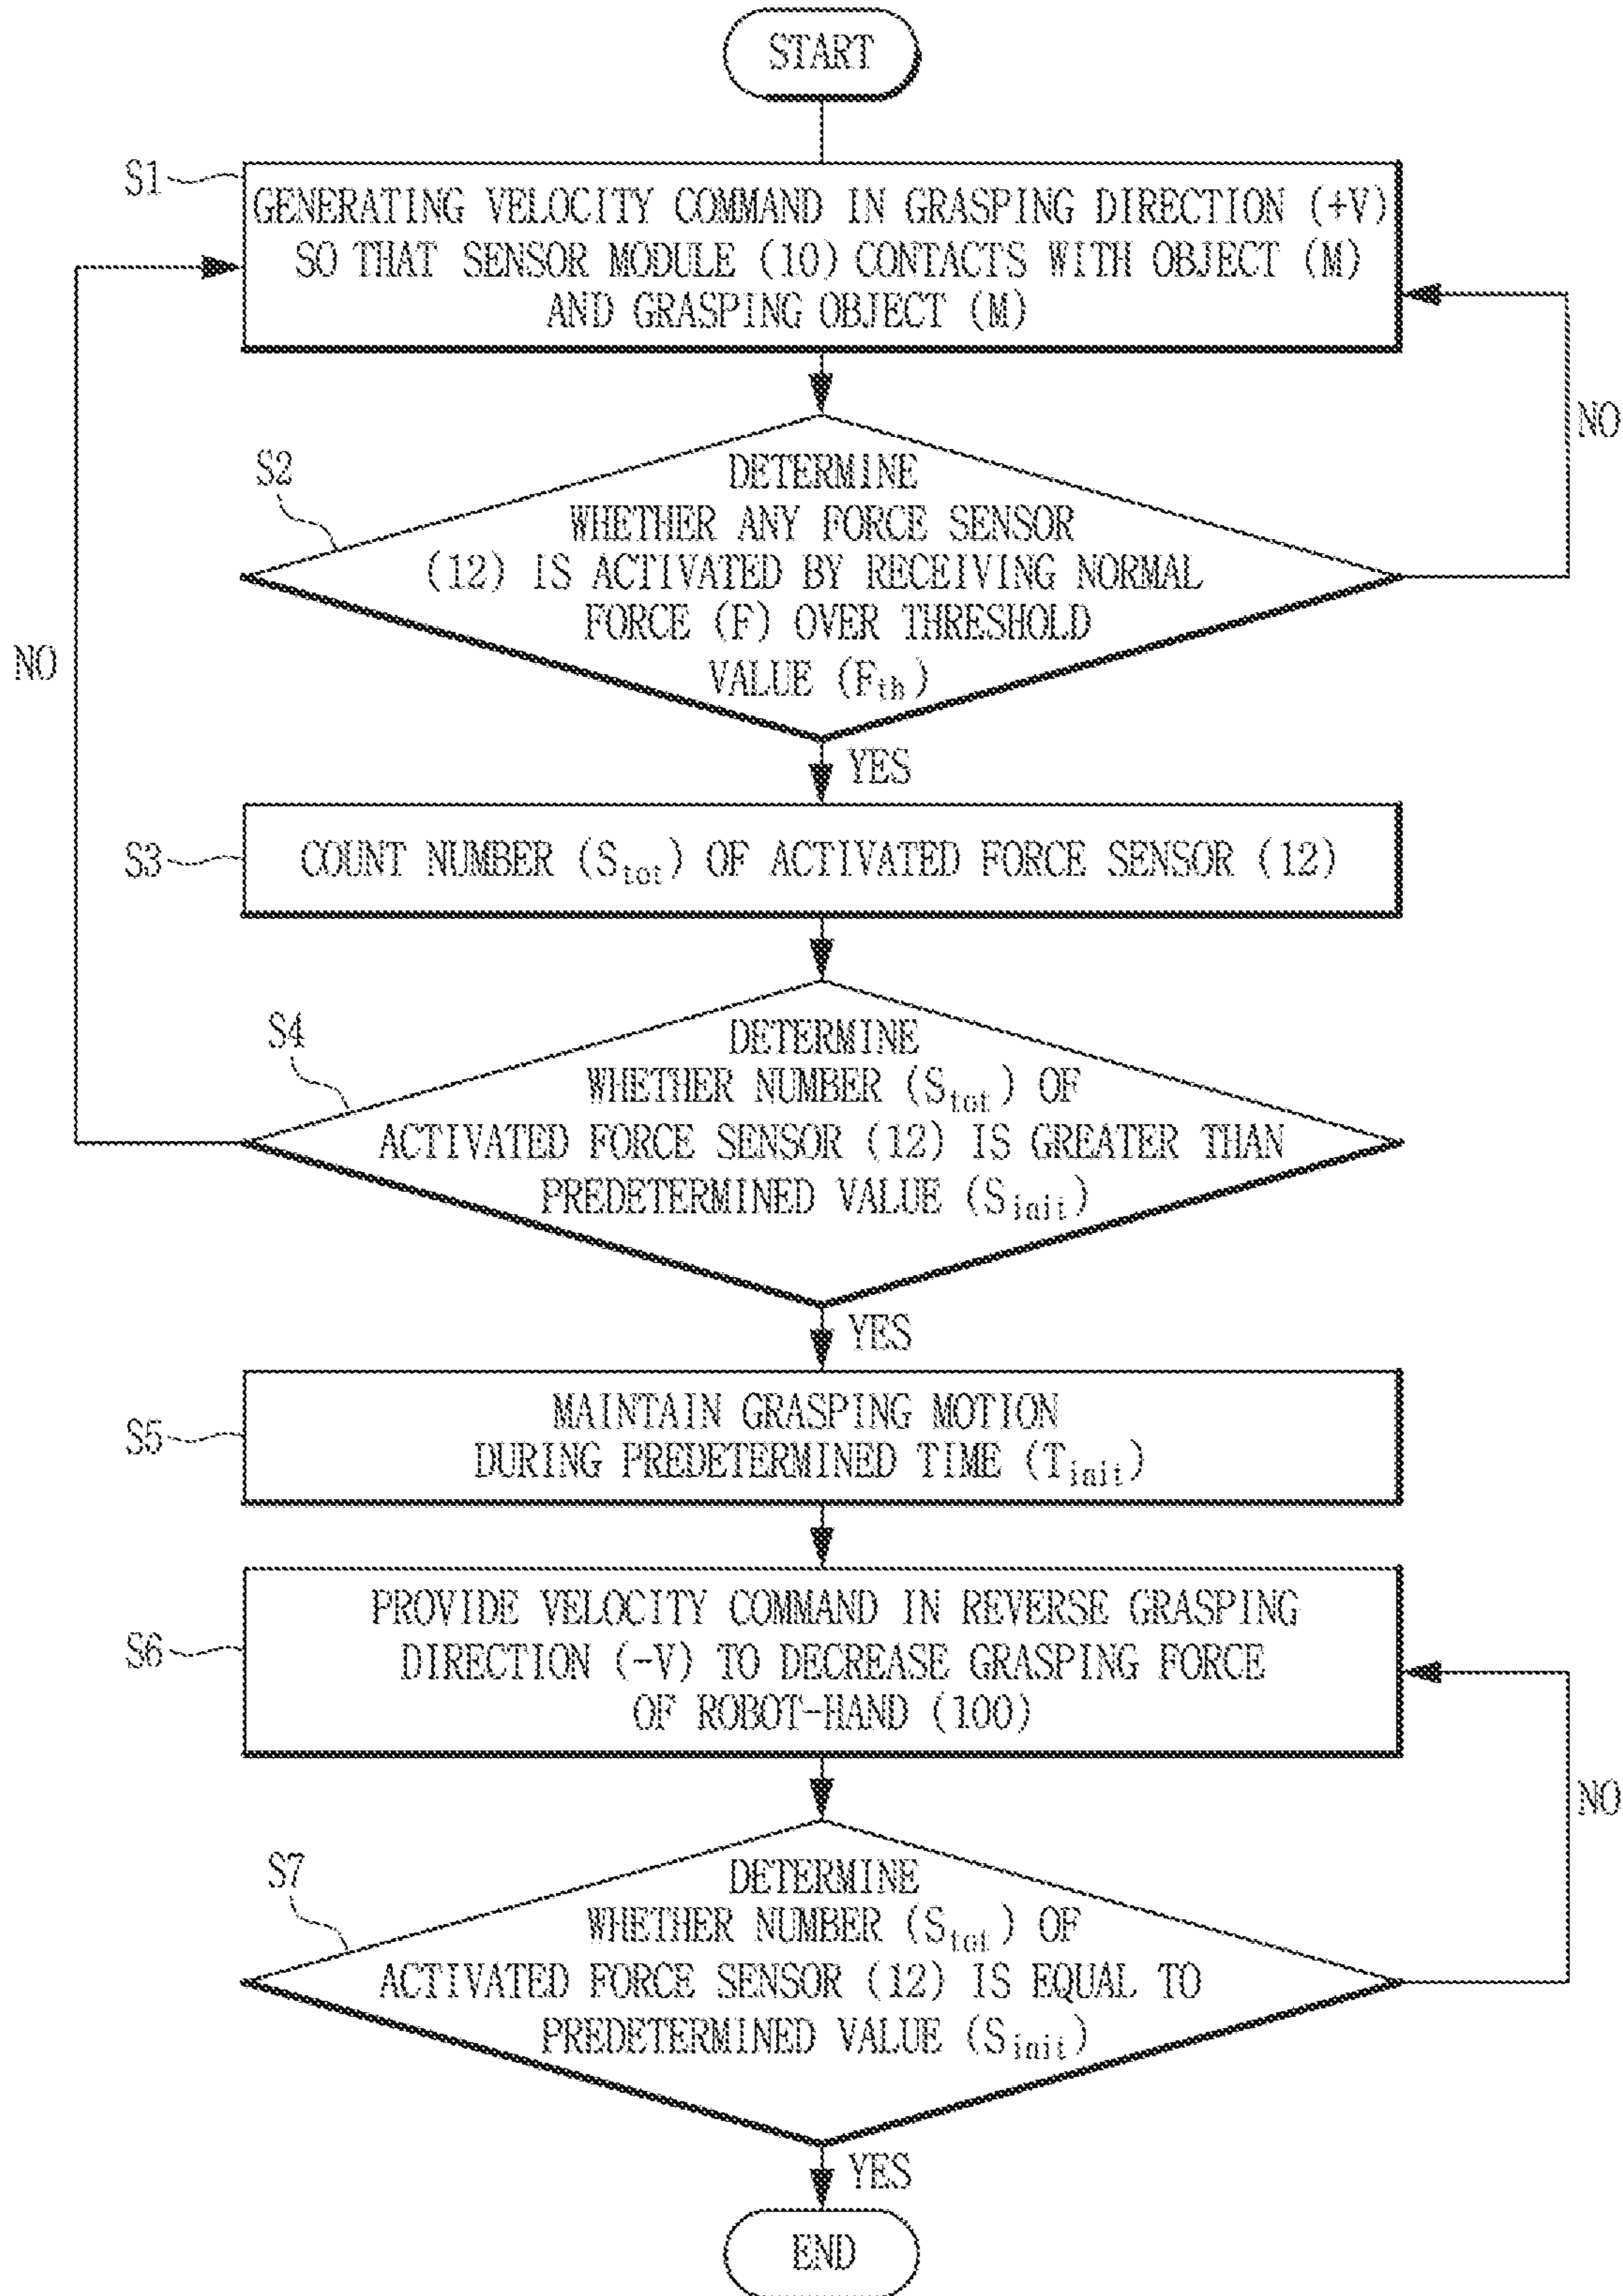 START
S1
GENERATING VELOCITY COMMAND IN GRASPING DIRECTION (+V)
SO THAT SENSOR MODULE (10) CONTACTS WITH OBJECT (M)
AND GRASPING OBJECT (M)
NO
S2
DETERMINE
WHETHER ANY FORCE SENSOR
(12) IS ACTIVATED BY RECEIVING NORMAL
FORCE (F) OVER THRESHOLD
VALUE (Fth)
NO
YES
S3
COUNT NUMBER (Stot) OF ACTIVATED FORCE SENSOR (12)
S4
DETERMINE
WHETHER NUMBER (Stot) OF
ACTIVATED FORCE SENSOR (12) IS GREATER THAN
PREDETERMINED VALUE (Sinit)
YES
S5
MAINTAIN GRASPING MOTION
DURING PREDETERMINED TIME (Tinit)
S6
PROVIDE VELOCITY COMMAND IN REVERSE GRASPING
DIRECTION (-V) TO DECREASE GRASPING FORCE
OF ROBOT-HAND (100)
NO
S7
DETERMINE
WHETHER NUMBER (Stot) OF
ACTIVATED FORCE SENSOR (12) IS EQUAL TO
PREDETERMINED VALUE (Sinit)
YES
END